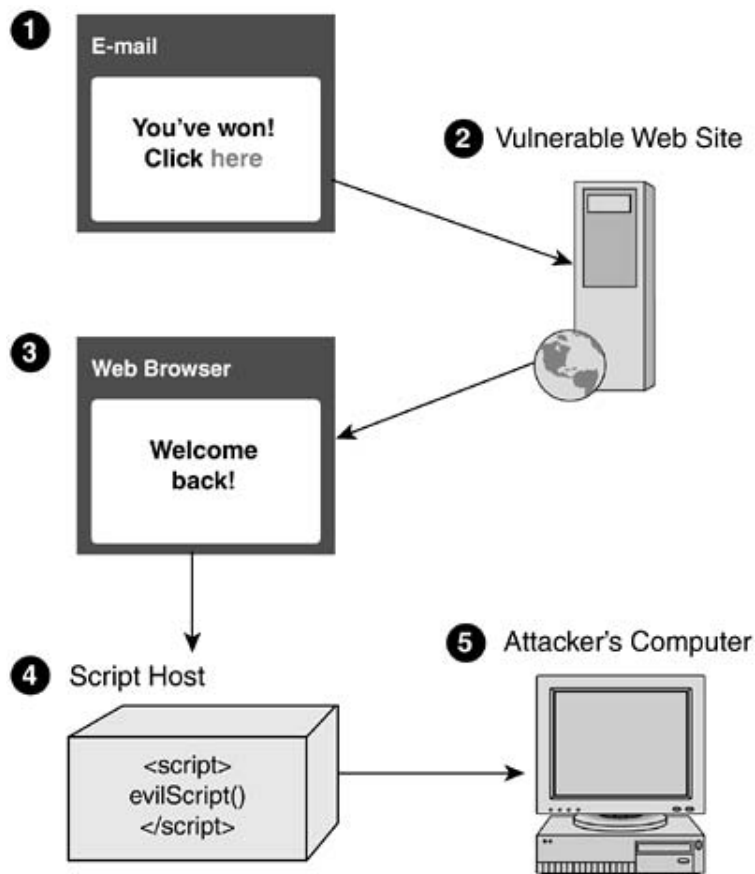 1
E-mail
You've won!
Click here
2 Vulnerable Web Site
3
Web Browser
Welcome
back!
4 Script Host
<script>
evilScript()
</script>
5 Attacker's Computer